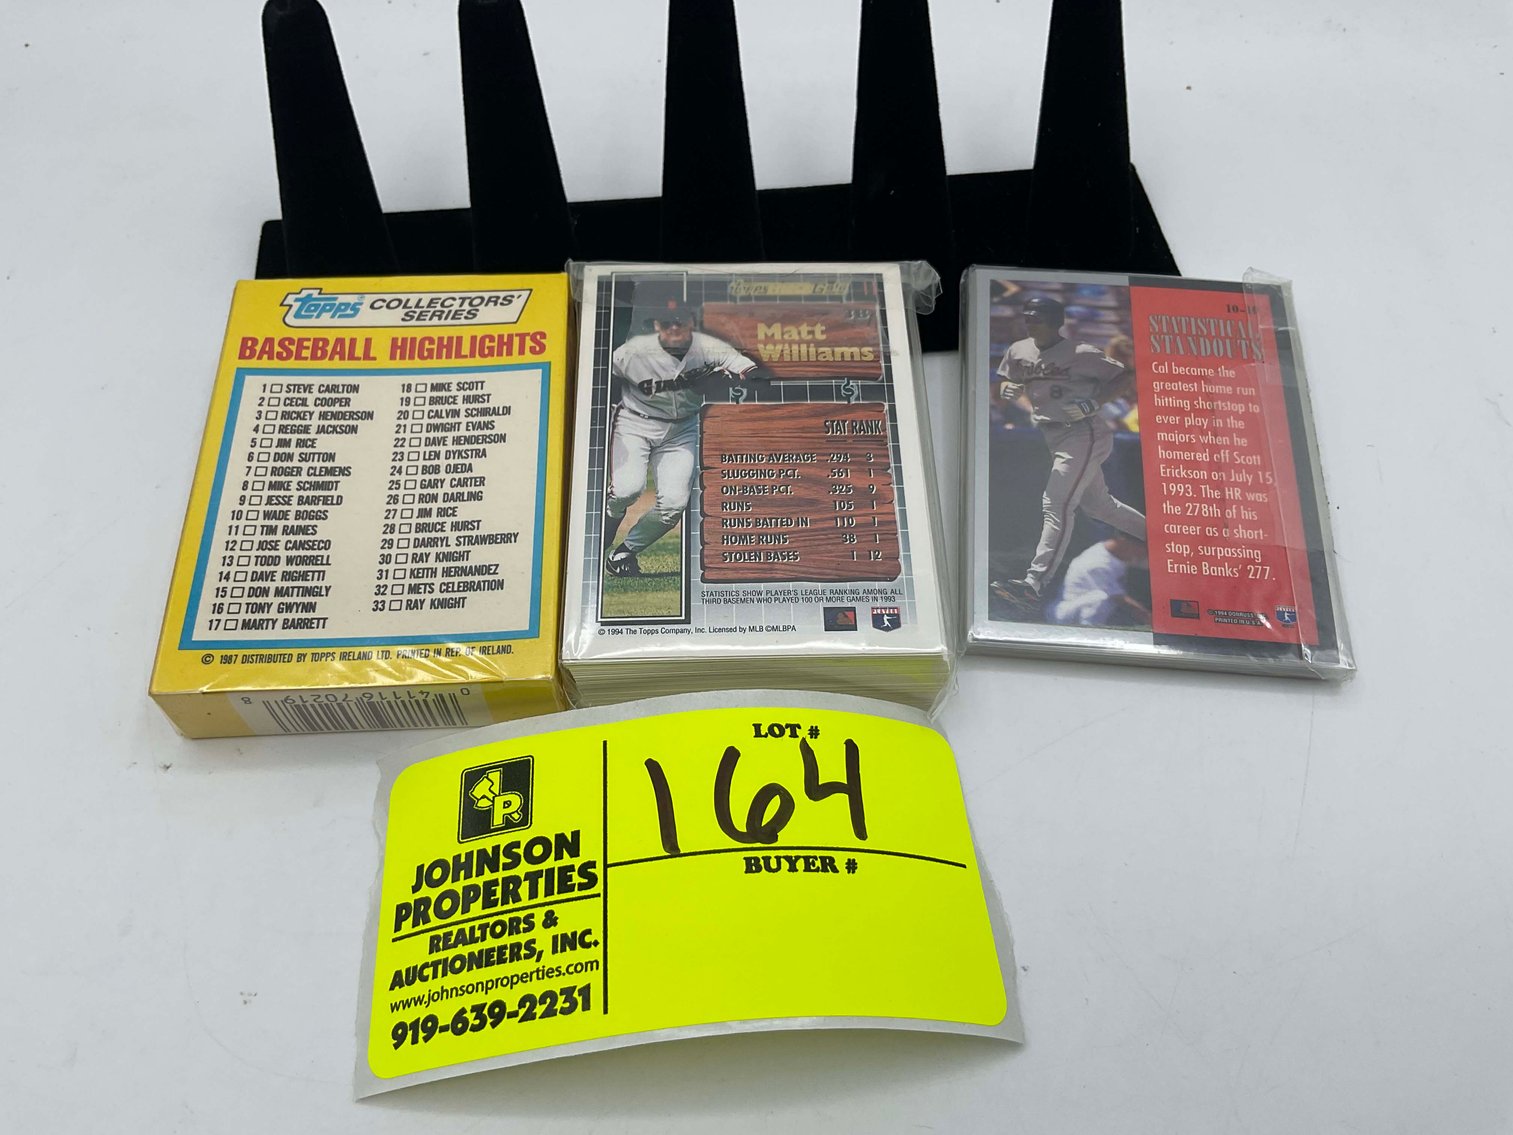 topps COLLECTORS'
SERIES
BASEBALL HIGHLIGHTS
1 STEVE CARLTON
2 CECIL COOPER
3 RICKEY HENDERSON
4 REGGIE JACKSON
5 JIM RICE
6 DON SUTTON
7 ROGER CLEMENS
8 MIKE SCHMIDT
9 JESSE BARFIELD
10 WADE BOGGS
11 TIM RAINES
12 JOSE CANSECO
13 TODD WORRELL
14 DAVE RIGHETTI
15 DON MATTINGLY
16 TONY GWYNN
17 MARTY BARRETT
18 MIKE SCOTT
19 BRUCE HURST
20 CALVIN SCHIRALDI
21 DWIGHT EVANS
22 DAVE HENDERSON
23 LEN DYKSTRA
24 BOB OJEDA
25 GARY CARTER
26 RON DARLING
27 JIM RICE
28 BRUCE HURST
29 DARRYL STRAWBERRY
30 RAY KNIGHT
31 KEITH HERNANDEZ
32 METS CELEBRATION
33 RAY KNIGHT
© 1987 DISTRIBUTED BY TOPPS IRELAND LTD. PRINTED IN REP. OF IRELAND.
0 41116 70219 8
Matt
Williams
GIANTS
STAT RANK
BATTING AVERAGE .294 3
SLUGGING PCT. .561 1
ON-BASE PCT. .325 9
RUNS 105 1
RUNS BATTED IN 110 1
HOME RUNS 38 1
STOLEN BASES 1 12
STATISTICS SHOW PLAYER'S LEAGUE RANKING AMONG ALL
THIRD BASEMEN WHO PLAYED 100 OR MORE GAMES IN 1993
© 1994 The Topps Company, Inc. Licensed by MLB ©MLBPA
STATISTICAL
STANDOUTS
Cal became the
greatest home run
hitting shortstop to
ever play in the
majors when he
homered off Scott
Erickson on July 15,
1993. The HR was
the 278th of his
career as a short-
stop, surpassing
Ernie Banks' 277.
© 1994 DONRUSS
PRINTED IN U.S.A.
LOT #
164
BUYER #
JR
JOHNSON
PROPERTIES
REALTORS &
AUCTIONEERS, INC.
www.johnsonproperties.com
919-639-2231